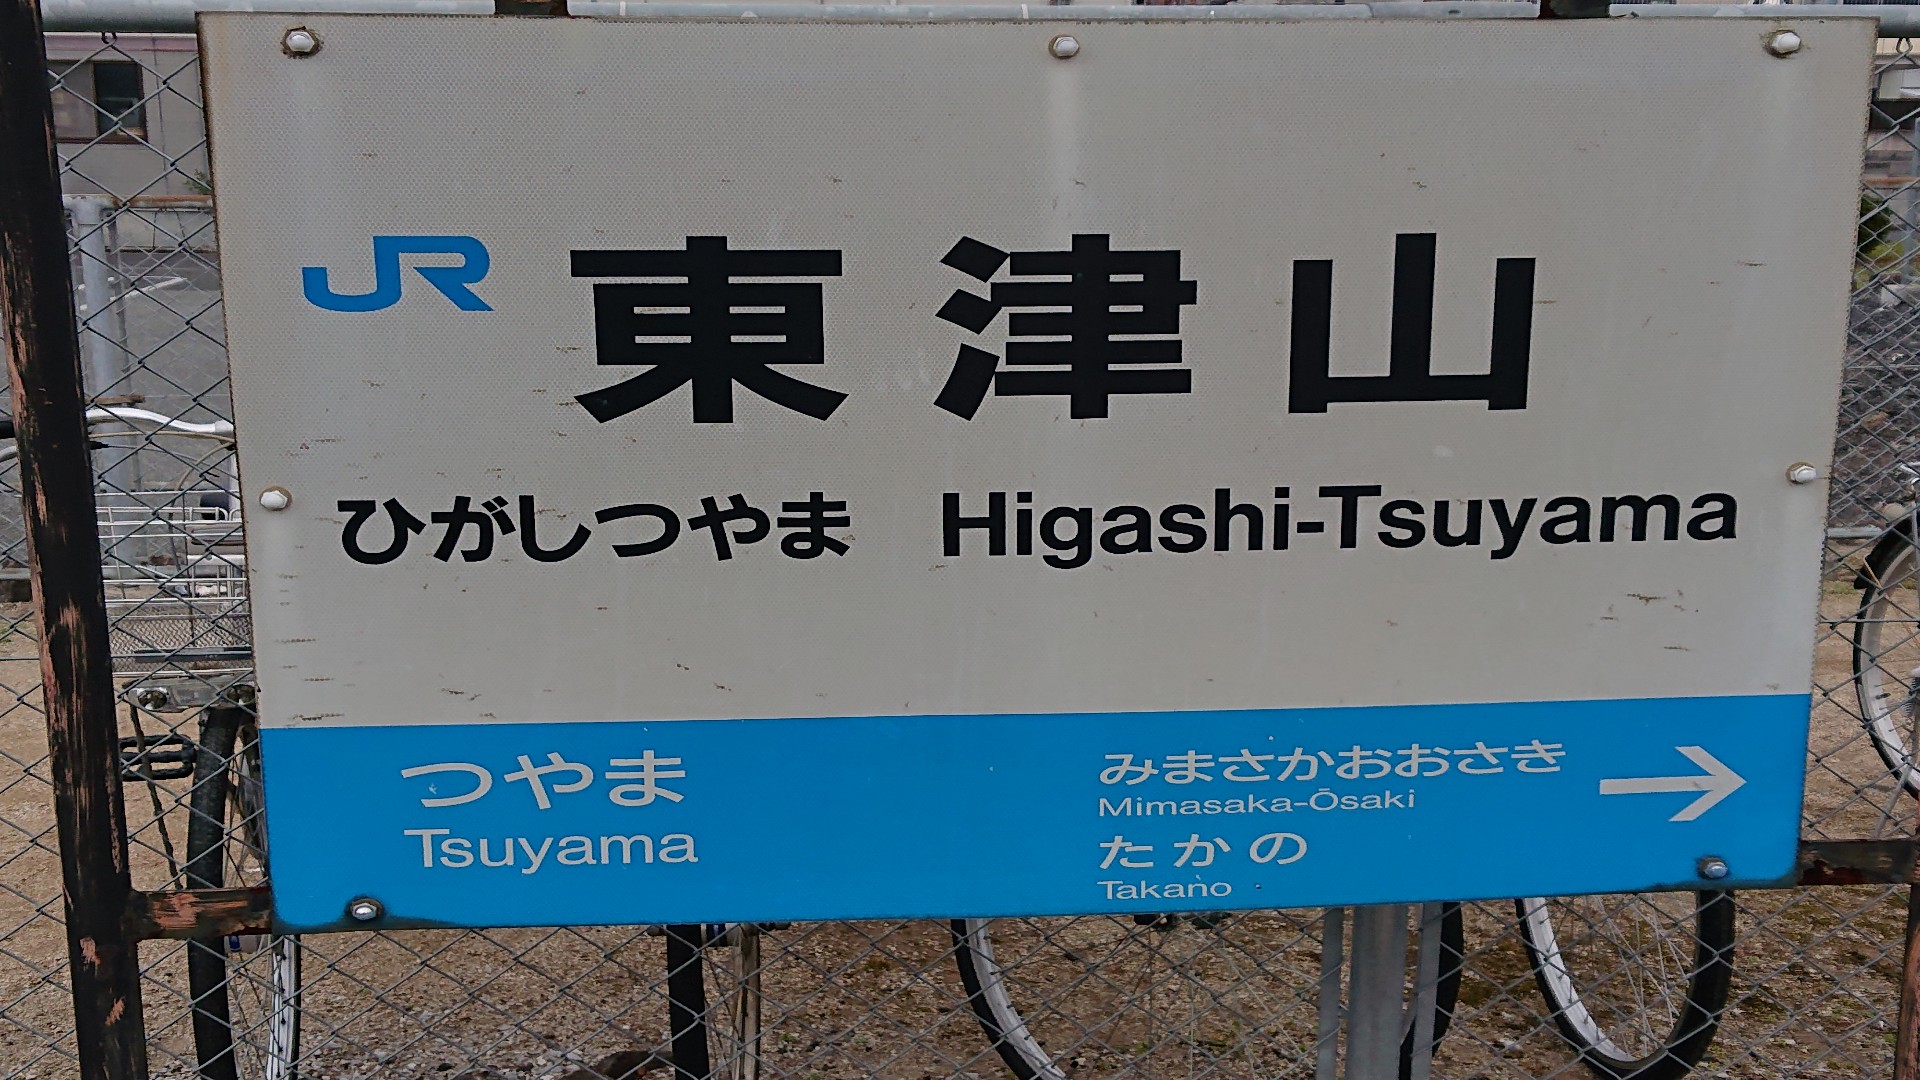 JR 東津山
ひがしつやま Higashi-Tsuyama
つやま
Tsuyama
みまさかおおさき →
Mimasaka-Ōsaki
たかの
Takano